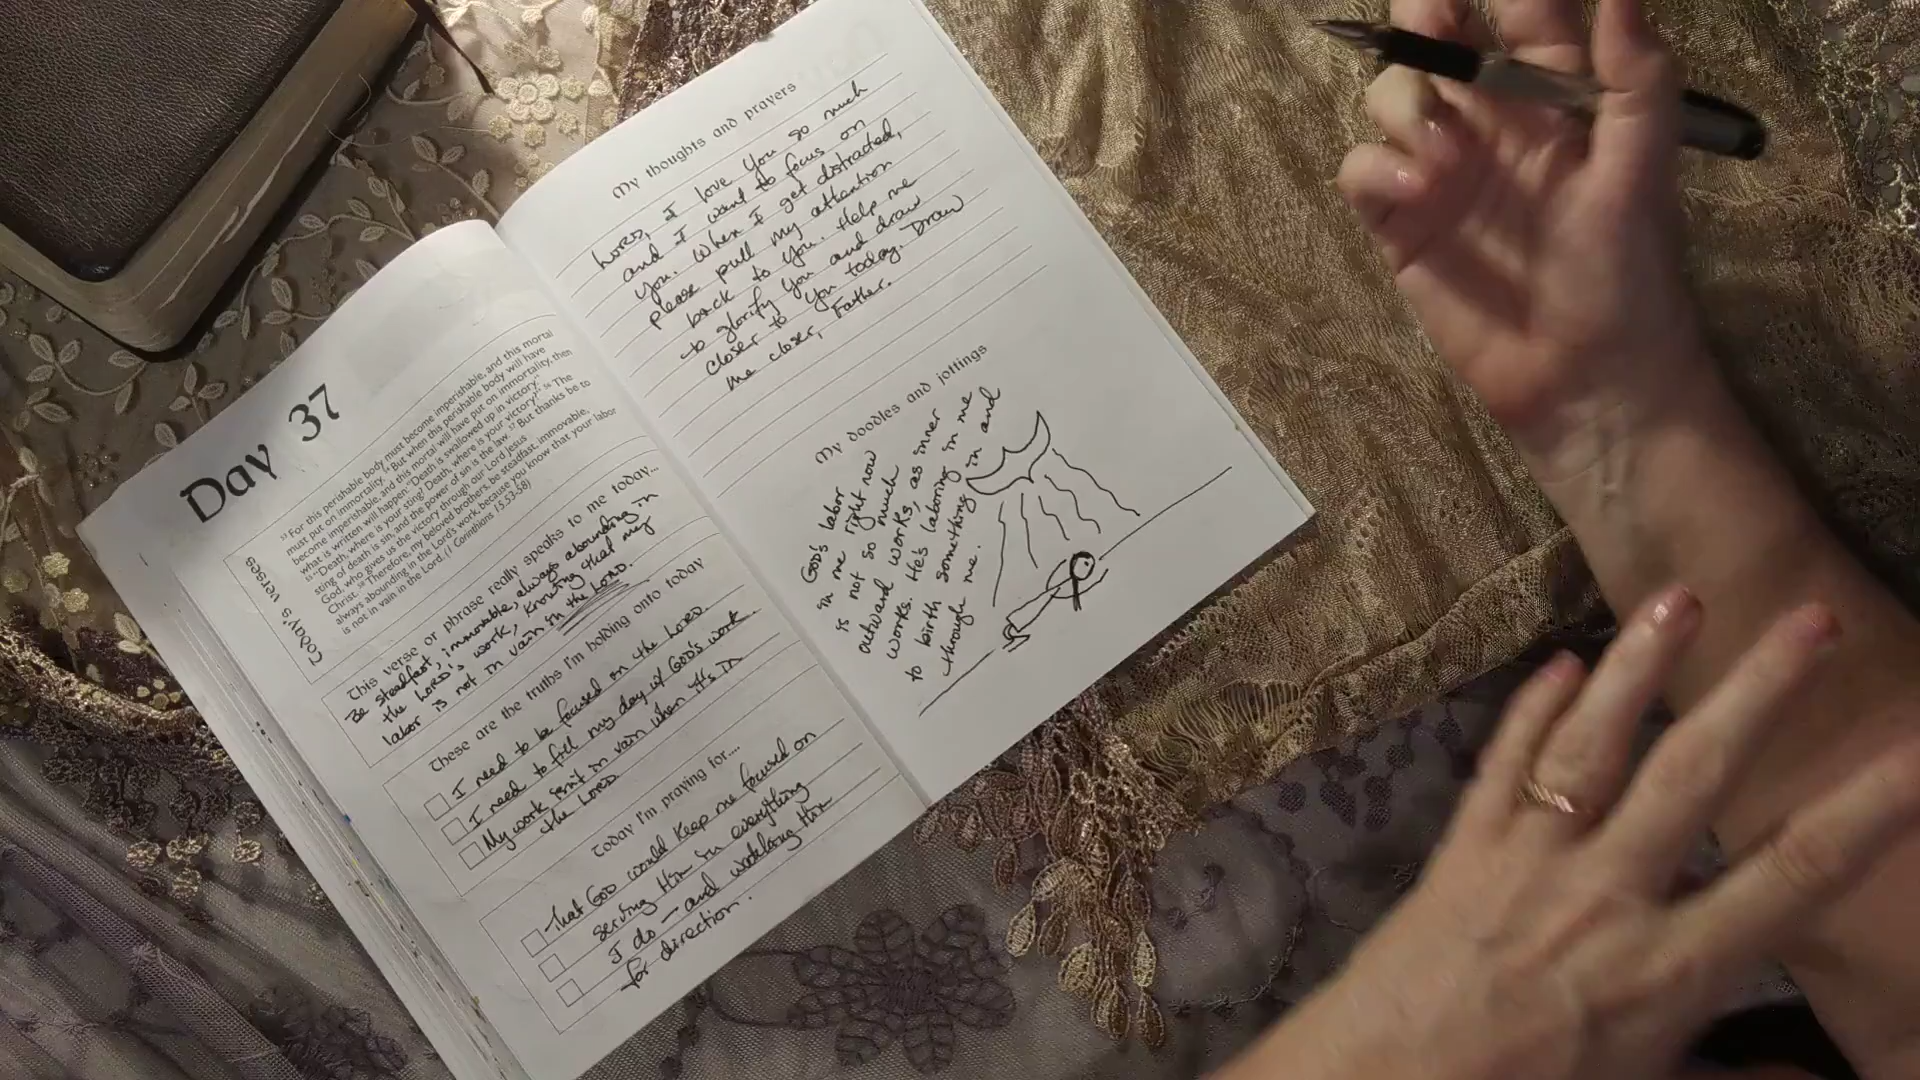 Day 37
Today's verses
53 For this perishable body must become imperishable, and this mortal
must put on immortality. 54 But when this perishable body will have
become imperishable, and this mortal will have put on immortality, then
what is written will happen: "Death is swallowed up in victory."
55 "Death, where is your sting? Death, where is your victory?" 56 The
sting of death is sin, and the power of sin is the law. 57 But thanks be to
God, who gives us the victory through our Lord Jesus
Christ. 58 Therefore, my beloved brothers, be steadfast, immovable,
always abounding in the Lord's work, because you know that your labor
is not in vain in the Lord. (1 Corinthians 15.53-58)
This verse or phrase really speaks to me today...
Be steadfast, immovable, always abounding in
the LORD's work, knowing that my
labor is not in vain in the LORD.
These are the truths I'm holding onto today
I need to be focused on the LORD.
I need to fill my day w/ GOD's work
My work isn't in vain when it's in
the LORD.
Today I'm praying for....
That GOD would keep me focused on
serving Him in everything
I do - and Him
for direction.
My thoughts and prayers
LORD, I love You so much
and I want to focus on
You. When I get distracted,
please pull my attention
back to You. Help me
to glorify You and draw
closer to You today. Draw
me closer, Father.
My doodles and jottings
GOD's labor
in me right now
is not so much
outward works, as inner
works. He's laboring in me
to birth something in and
through me.